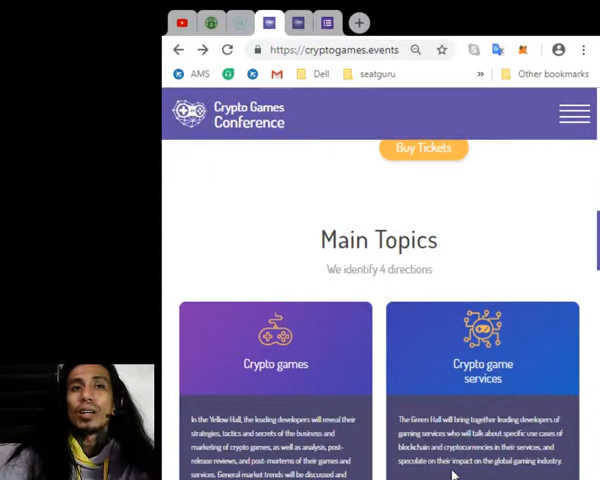 https://cryptogames.events
AMS
Dell
seatguru
»
Other bookmarks
Crypto Games
Conference
Buy Tickets
Main Topics
We identify 4 directions
Crypto games
In the Yellow Hall, the leading developers will reveal their
strategies, tactics and secrets of the business and
marketing of crypto games, as well as analysis, post-
release reviews, and post-mortems of their games and
services. General market trends will be discussed and
Crypto game
services
The Green Hall will bring together leading developers of
gaming services who will talk about specific use cases of
blockchain and cryptocurrencies in their services, and
speculate on their impact on the global gaming industry.